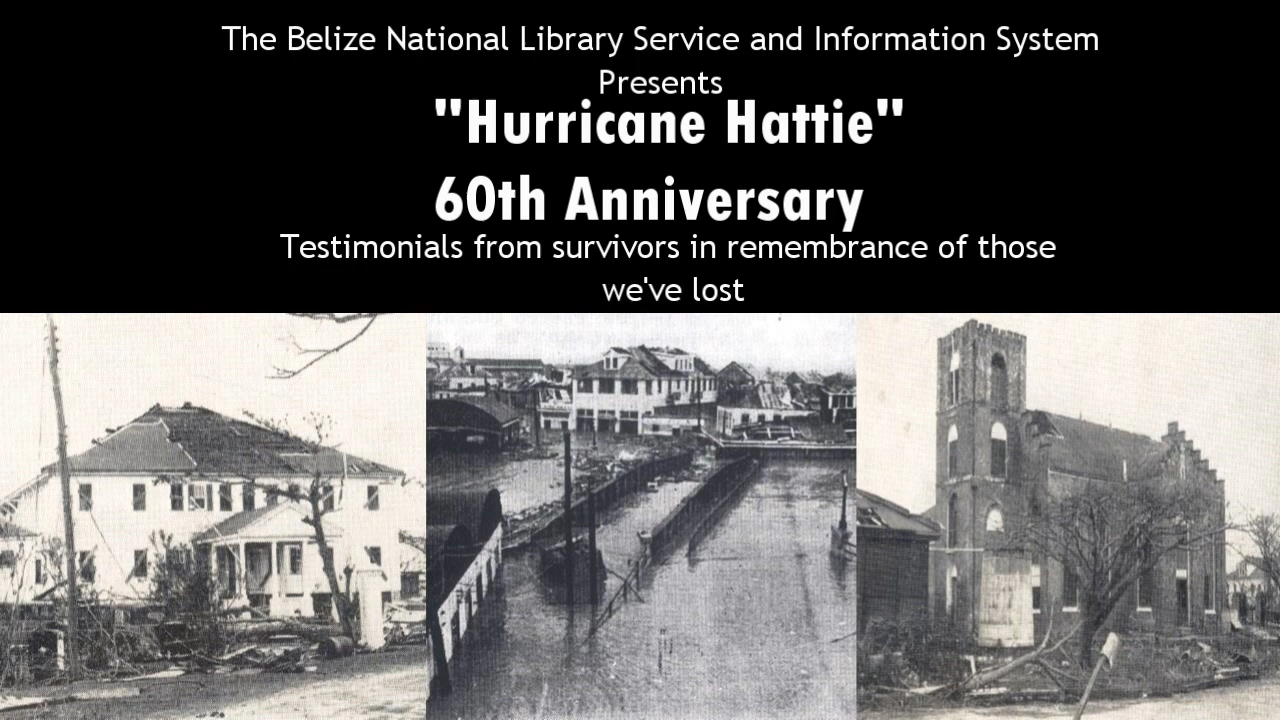 The Belize National Library Service and Information System
Presents
"Hurricane Hattie"
60th Anniversary
Testimonials from survivors in remembrance of those
we've lost